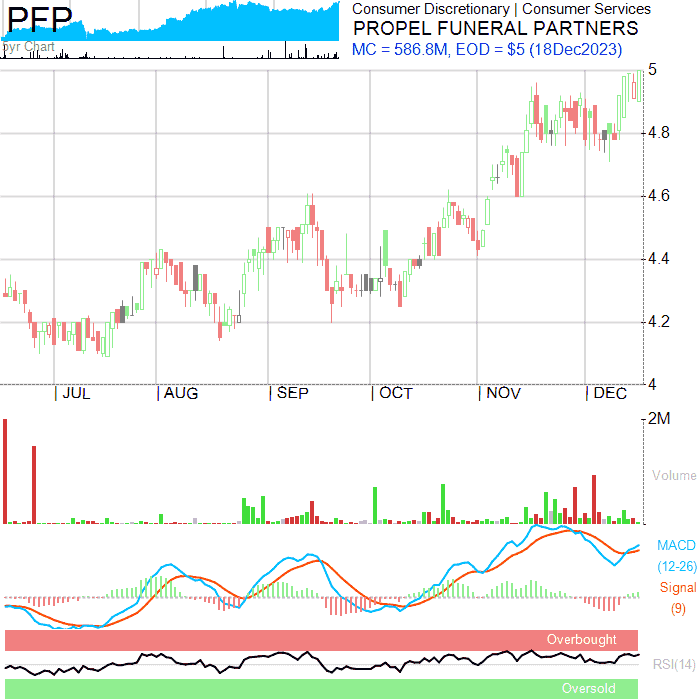 PFP
5yr Chart
Consumer Discretionary | Consumer Services
PROPEL FUNERAL PARTNERS
MC = 586.8M, EOD = $5 (18Dec2023)
5
4.8
4.6
4.4
4.2
4
| JUL | AUG | SEP | OCT | NOV | DEC
2M
Volume
MACD
(12-26)
Signal
(9)
Overbought
RSI(14)
Oversold